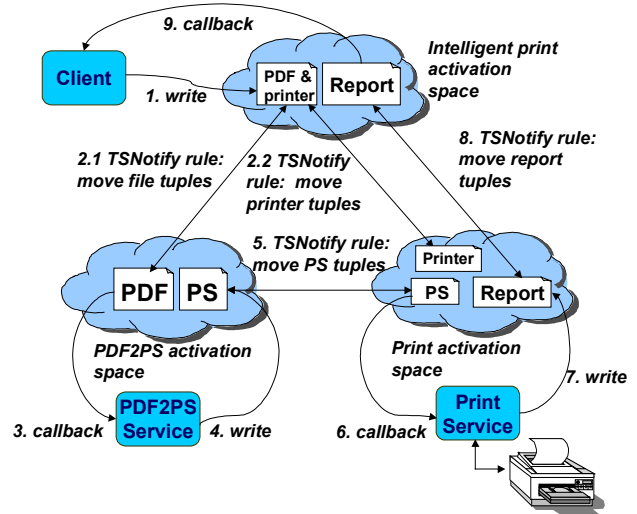 9. callback
Client
1. write
PDF &
printer
Report
Intelligent print
activation
space
2.1 TSNotify rule:
move file tuples
2.2 TSNotify
rule: move
printer tuples
8. TSNotify rule:
move report
tuples
5. TSNotify rule:
move PS tuples
PDF
PS
Printer
PS
Report
PDF2PS activation
space
Print activation
space
3. callback
PDF2PS
Service
4. write
6. callback
Print
Service
7. write